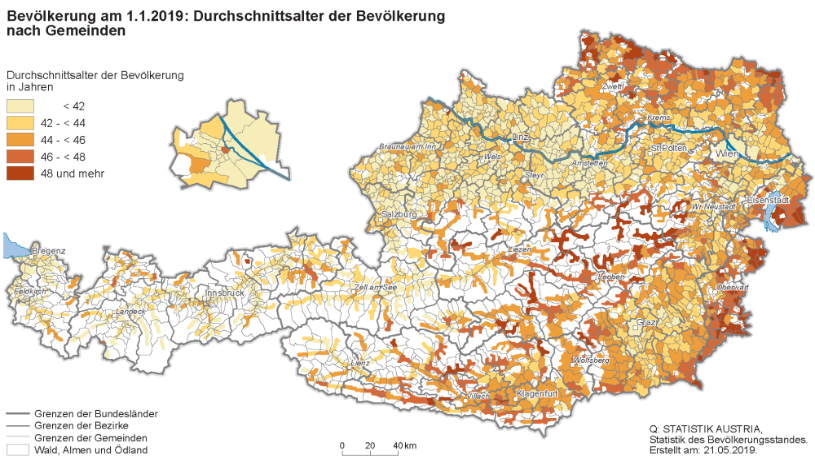 Bevölkerung am 1.1.2019: Durchschnittsalter der Bevölkerung
nach Gemeinden
Durchschnittsalter der Bevölkerung
in Jahren
< 42
42 - < 44
44 - < 46
46 - < 48
48 und mehr
Zwettl
Krems
Linz
Braunau am Inn
Wels
St.Pölten
Wien
Amstetten
Steyr
Wr. Neustadt
Eisenstadt
Salzburg
Bregenz
Liezen
Leoben
Feldkirch
Innsbruck
Zell am See
Oberwart
Landeck
Graz
Lienz
Wolfsberg
Villach
Klagenfurt
Grenzen der Bundesländer
Grenzen der Bezirke
Grenzen der Gemeinden
Wald, Almen und Ödland
0 20 40 km
Q: STATISTIK AUSTRIA,
Statistik des Bevölkerungsstandes.
Erstellt am: 21.05.2019.